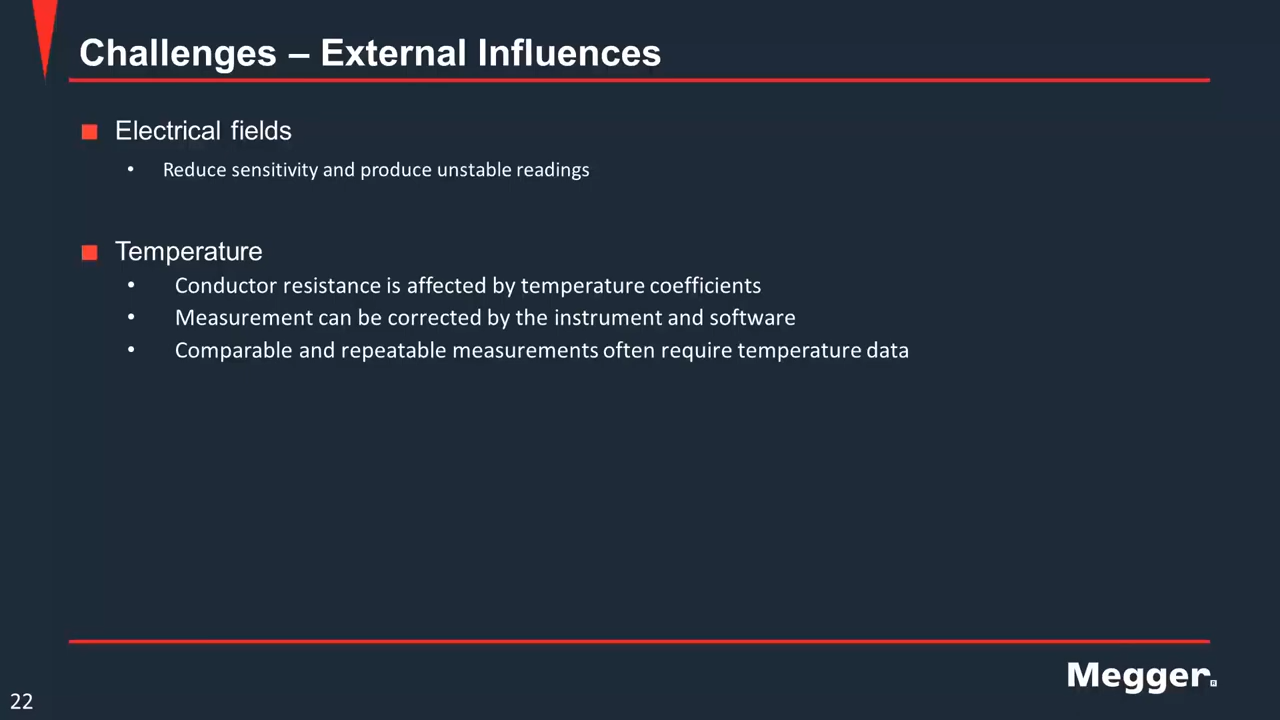 Challenges – External Influences
Electrical fields
• Reduce sensitivity and produce unstable readings
Temperature
• Conductor resistance is affected by temperature coefficients
• Measurement can be corrected by the instrument and software
• Comparable and repeatable measurements often require temperature data
Megger®
22